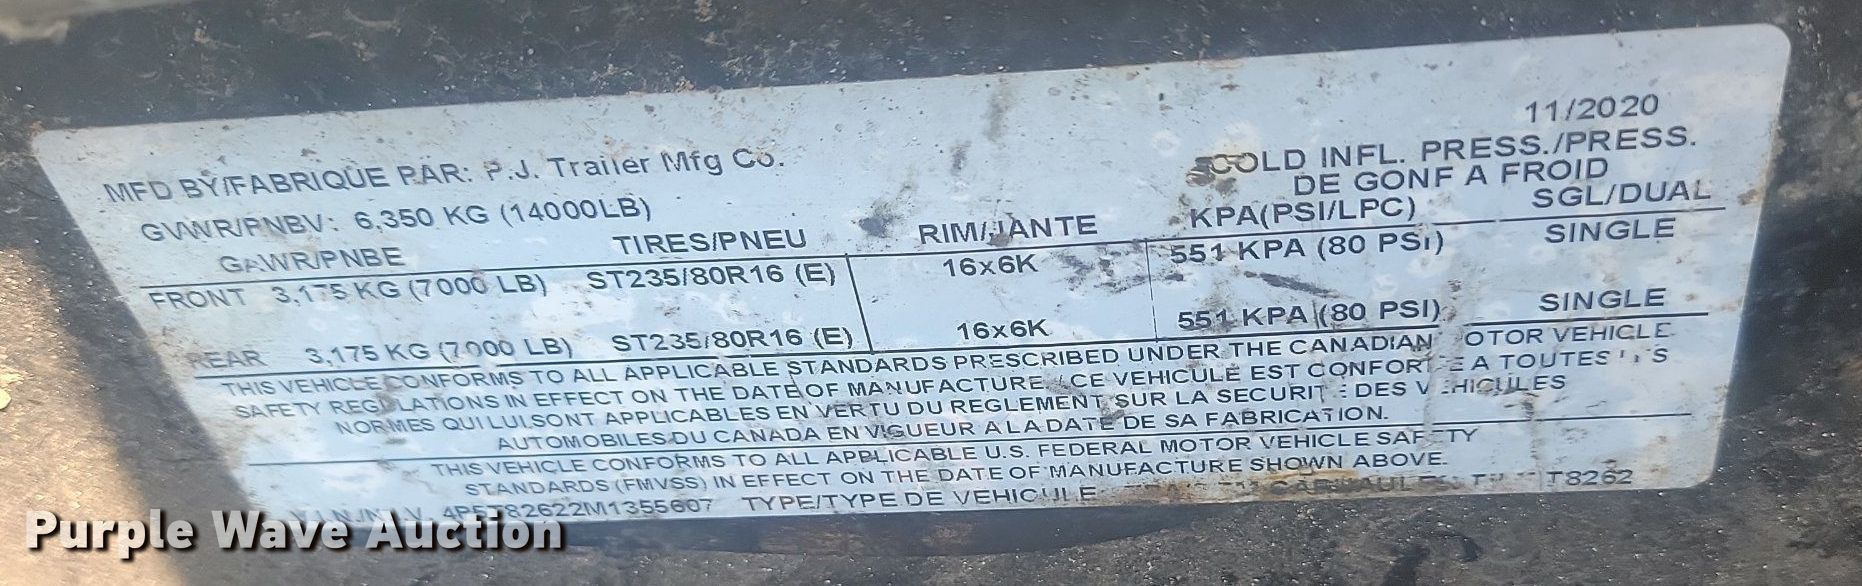 11/2020
MFD BY/FABRIQUE PAR: P.J. Trailer Mfg Co.
COLD INFL. PRESS./PRESS.
DE GONF A FROID
GVWR/PNBV: 6,350 KG (14000LB)
GAWR/PNBE TIRES/PNEU RIM/JANTE KPA(PSI/LPC) SGL/DUAL
FRONT 3,175 KG (7000 LB) ST235/80R16 (E) 16x6K 551 KPA (80 PSI) SINGLE
REAR 3,175 KG (7000 LB) ST235/80R16 (E) 16x6K 551 KPA (80 PSI) SINGLE
THIS VEHICLE CONFORMS TO ALL APPLICABLE STANDARDS PRESCRIBED UNDER THE CANADIAN MOTOR VEHICLE
SAFETY REGULATIONS IN EFFECT ON THE DATE OF MANUFACTURE / CE VEHICULE EST CONFORME A TOUTES
NORMES QUI LUI SONT APPLICABLES EN VERTU DU REGLEMENT SUR LA SECURITE DES VEHICULES
AUTOMOBILES DU CANADA EN VIGUEUR A LA DATE DE SA FABRICATION.
THIS VEHICLE CONFORMS TO ALL APPLICABLE U.S. FEDERAL MOTOR VEHICLE SAFETY
STANDARDS (FMVSS) IN EFFECT ON THE DATE OF MANUFACTURE SHOWN ABOVE.
4P5T82622M1355607 TYPE/TYPE DE VEHICULE T8262
Purple Wave Auction